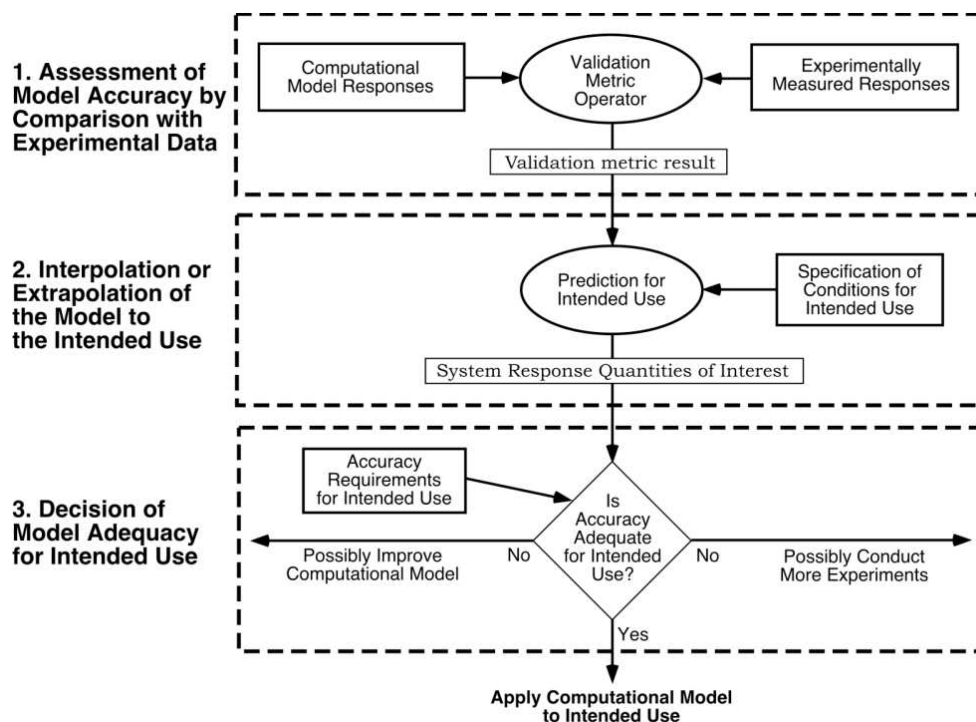 1. Assessment of
Model Accuracy by
Comparison with
Experimental Data
Computational
Model Responses
Validation
Metric
Operator
Experimentally
Measured Responses
Validation metric result
2. Interpolation or
Extrapolation of
the Model to
the Intended Use
Prediction for
Intended Use
Specification of
Conditions for
Intended Use
System Response Quantities of Interest
3. Decision of
Model Adequacy
for Intended Use
Accuracy
Requirements
for Intended Use
Is
Accuracy
Adequate
for Intended
Use?
No
Possibly Improve
Computational Model
No
Possibly Conduct
More Experiments
Yes
Apply Computational Model
to Intended Use